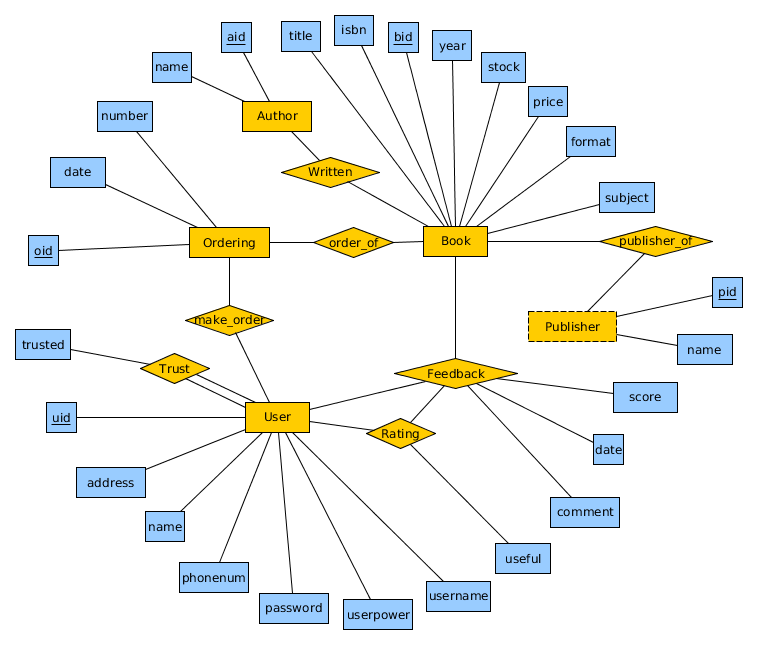 aid
title
isbn
bid
year
stock
name
price
number
Author
format
date
Written
subject
oid
Ordering
order_of
Book
publisher_of
pid
make_order
Publisher
trusted
name
Trust
Feedback
score
uid
User
Rating
date
address
comment
name
useful
phonenum
username
password
userpower